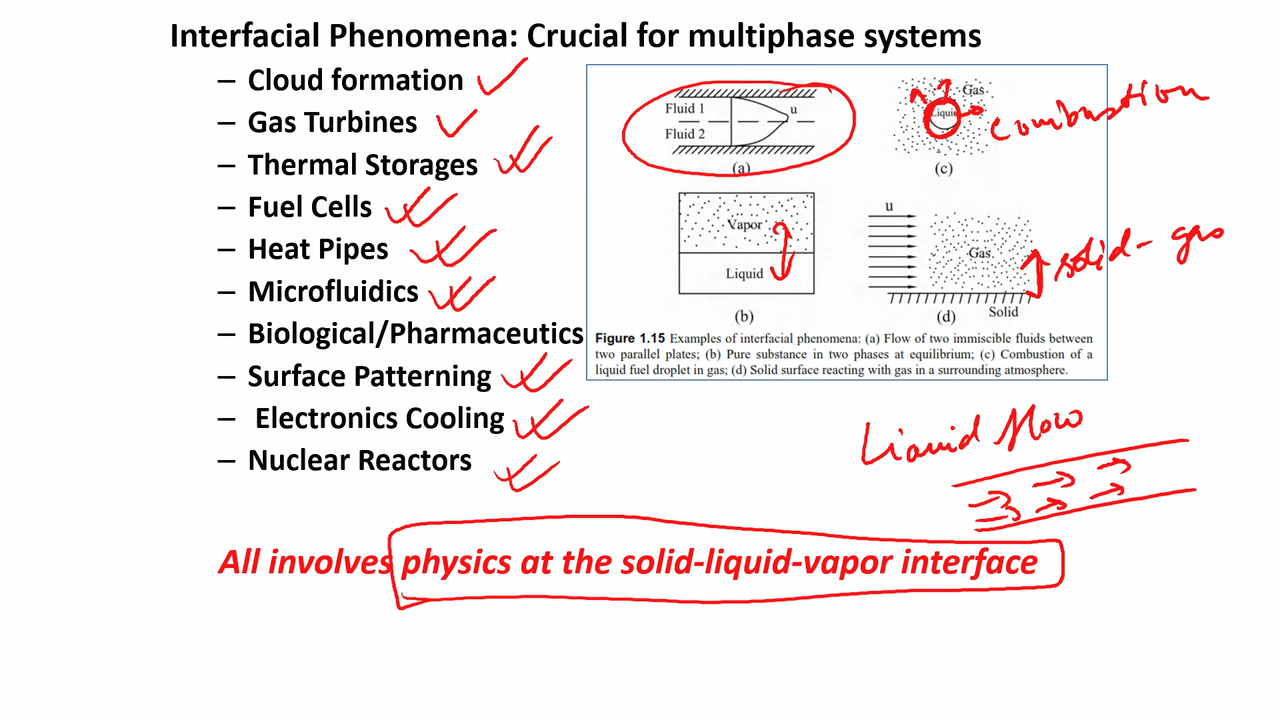 Interfacial Phenomena: Crucial for multiphase systems
– Cloud formation
– Gas Turbines
– Thermal Storages
– Fuel Cells
– Heat Pipes
– Microfluidics
– Biological/Pharmaceutics
– Surface Patterning
– Electronics Cooling
– Nuclear Reactors
Fluid 1
u
Fluid 2
(a)
Gas
Liquid
(c)
combustion
Vapor
Liquid
(b)
u
Gas
Solid
(d)
solid-gas
Figure 1.15 Examples of interfacial phenomena: (a) Flow of two immiscible fluids between
two parallel plates; (b) Pure substance in two phases at equilibrium; (c) Combustion of a
liquid fuel droplet in gas; (d) Solid surface reacting with gas in a surrounding atmosphere.
Liquid flow
All involves physics at the solid-liquid-vapor interface